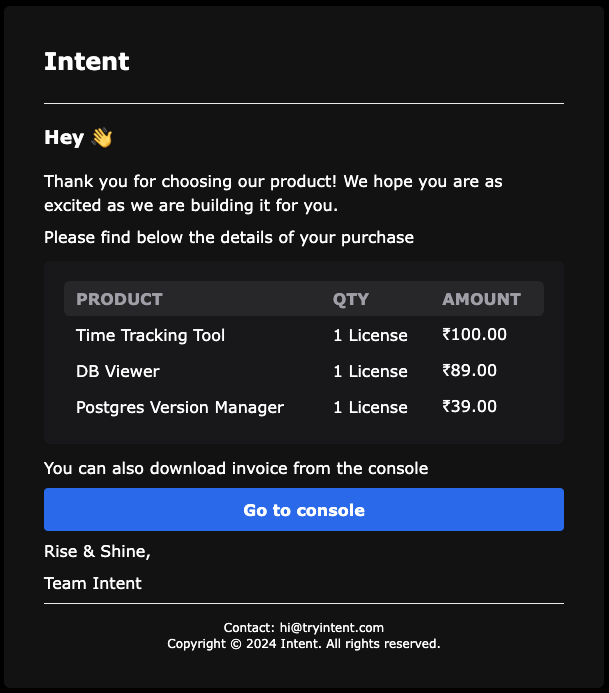 Intent
Hey 👋
Thank you for choosing our product! We hope you are as
excited as we are building it for you.
Please find below the details of your purchase
PRODUCT QTY AMOUNT
Time Tracking Tool 1 License ₹100.00
DB Viewer 1 License ₹89.00
Postgres Version Manager 1 License ₹39.00
You can also download invoice from the console
Go to console
Rise & Shine,
Team Intent
Contact: hi@tryintent.com
Copyright © 2024 Intent. All rights reserved.